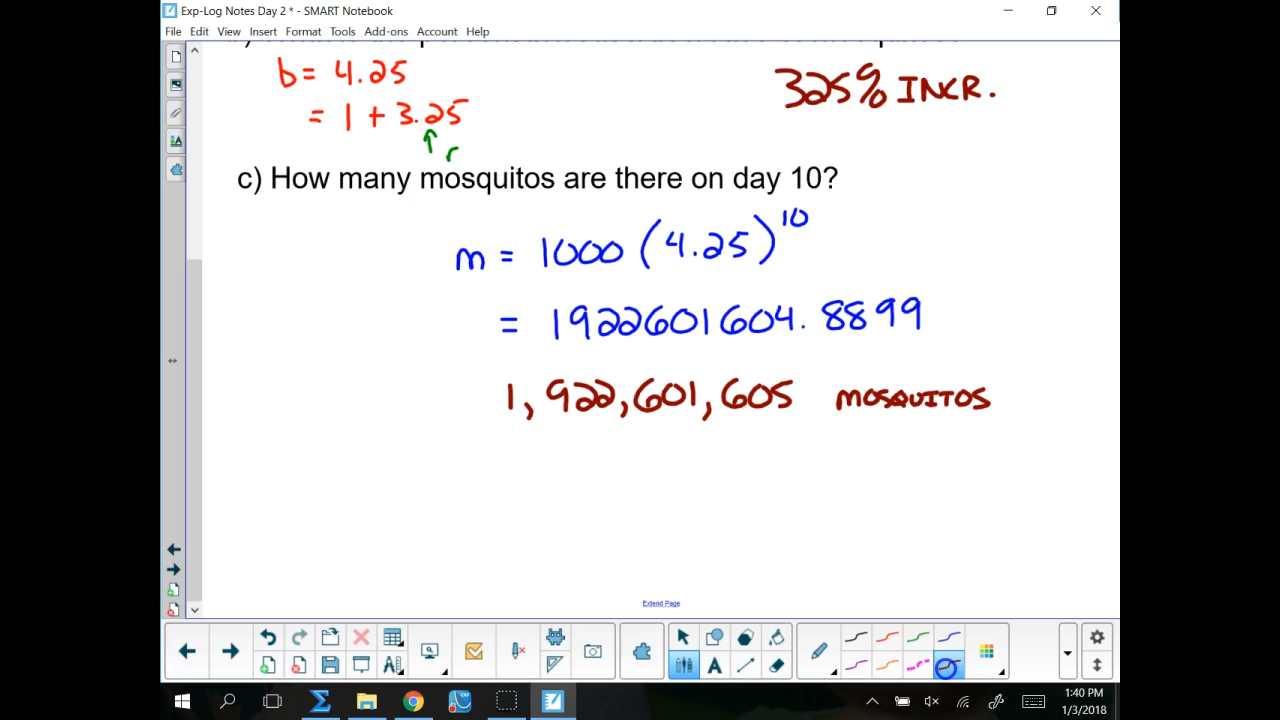 Exp-Log Notes Day 2 * - SMART Notebook
File Edit View Insert Format Tools Add-ons Account Help
b = 4.25
325% INCR.
= 1 + 3.25
r
c) How many mosquitos are there on day 10?
m = 1000 (4.25)^10
= 1922601604.8899
1,922,601,605 MOSQUITOS
Extend Page
1:40 PM
1/3/2018